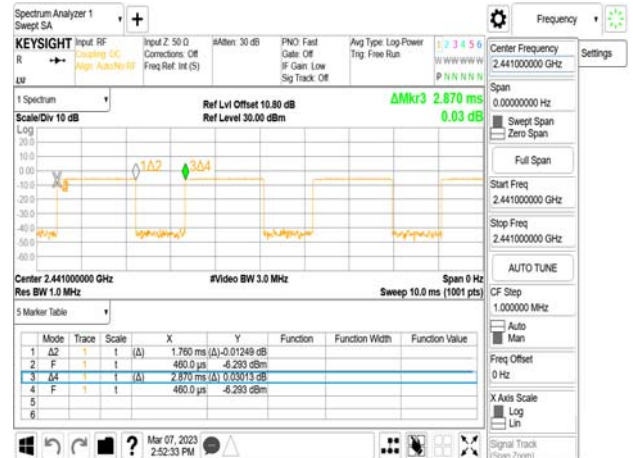 Spectrum Analyzer 1
Swept SA
+
Frequency
KEYSIGHT
R
LU
Input: RF
Coupling: DC
Align: Auto/No RF
Input Z: 50 Ω
Corrections: Off
Freq Ref: Int (S)
#Atten: 30 dB
PNO: Fast
Gate: Off
IF Gain: Low
Sig Track: Off
Avg Type: Log-Power
Trig: Free Run
1 2 3 4 5 6
W W W W W W
P N N N N N
1 Spectrum
Scale/Div 10 dB
Log
Ref Lvl Offset 10.80 dB
Ref Level 30.00 dBm
ΔMkr3 2.870 ms
0.03 dB
20.0
10.0
0.00
-10.0
-20.0
-30.0
-40.0
-50.0
-60.0
1Δ2
3Δ4
Center 2.441000000 GHz
Res BW 1.0 MHz
#Video BW 3.0 MHz
Span 0 Hz
Sweep 10.0 ms (1001 pts)
5 Marker Table
Mode Trace Scale X Y Function Function Width Function Value
1 Δ2 1 t (Δ) 1.760 ms (Δ) -0.01249 dB
2 F 1 t 460.0 µs -6.293 dBm
3 Δ4 1 t (Δ) 2.870 ms (Δ) 0.03013 dB
4 F 1 t 460.0 µs -6.293 dBm
5
6
Mar 07, 2023
2:52:33 PM
Settings
Center Frequency
2.441000000 GHz
Span
0.00000000 Hz
Swept Span
Zero Span
Full Span
Start Freq
2.441000000 GHz
Stop Freq
2.441000000 GHz
AUTO TUNE
CF Step
1.000000 MHz
Auto
Man
Freq Offset
0 Hz
X Axis Scale
Log
Lin
Signal Track
(Span Zoom)